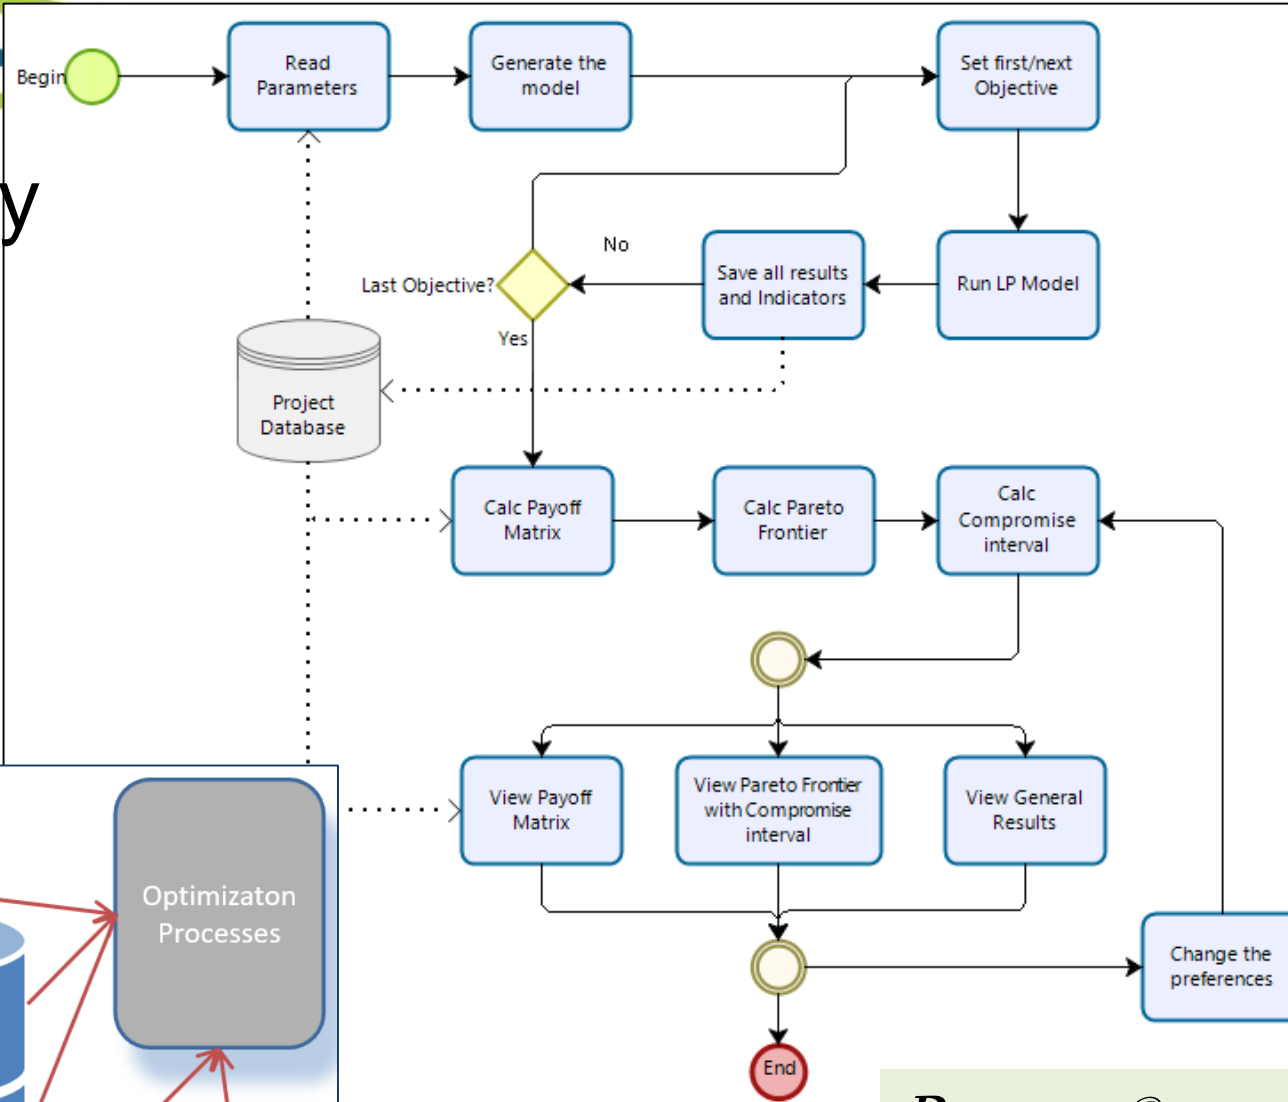 Begin
Read
Parameters
Generate the
model
Set first/next
Objective
y
No
Last Objective?
Save all results
and Indicators
Run LP Model
Yes
Project
Database
Calc Payoff
Matrix
Calc Pareto
Frontier
Calc
Compromise
interval
View Payoff
Matrix
View Pareto Frontier
with Compromise
interval
View General
Results
Optimizaton
Processes
Change the
preferences
End